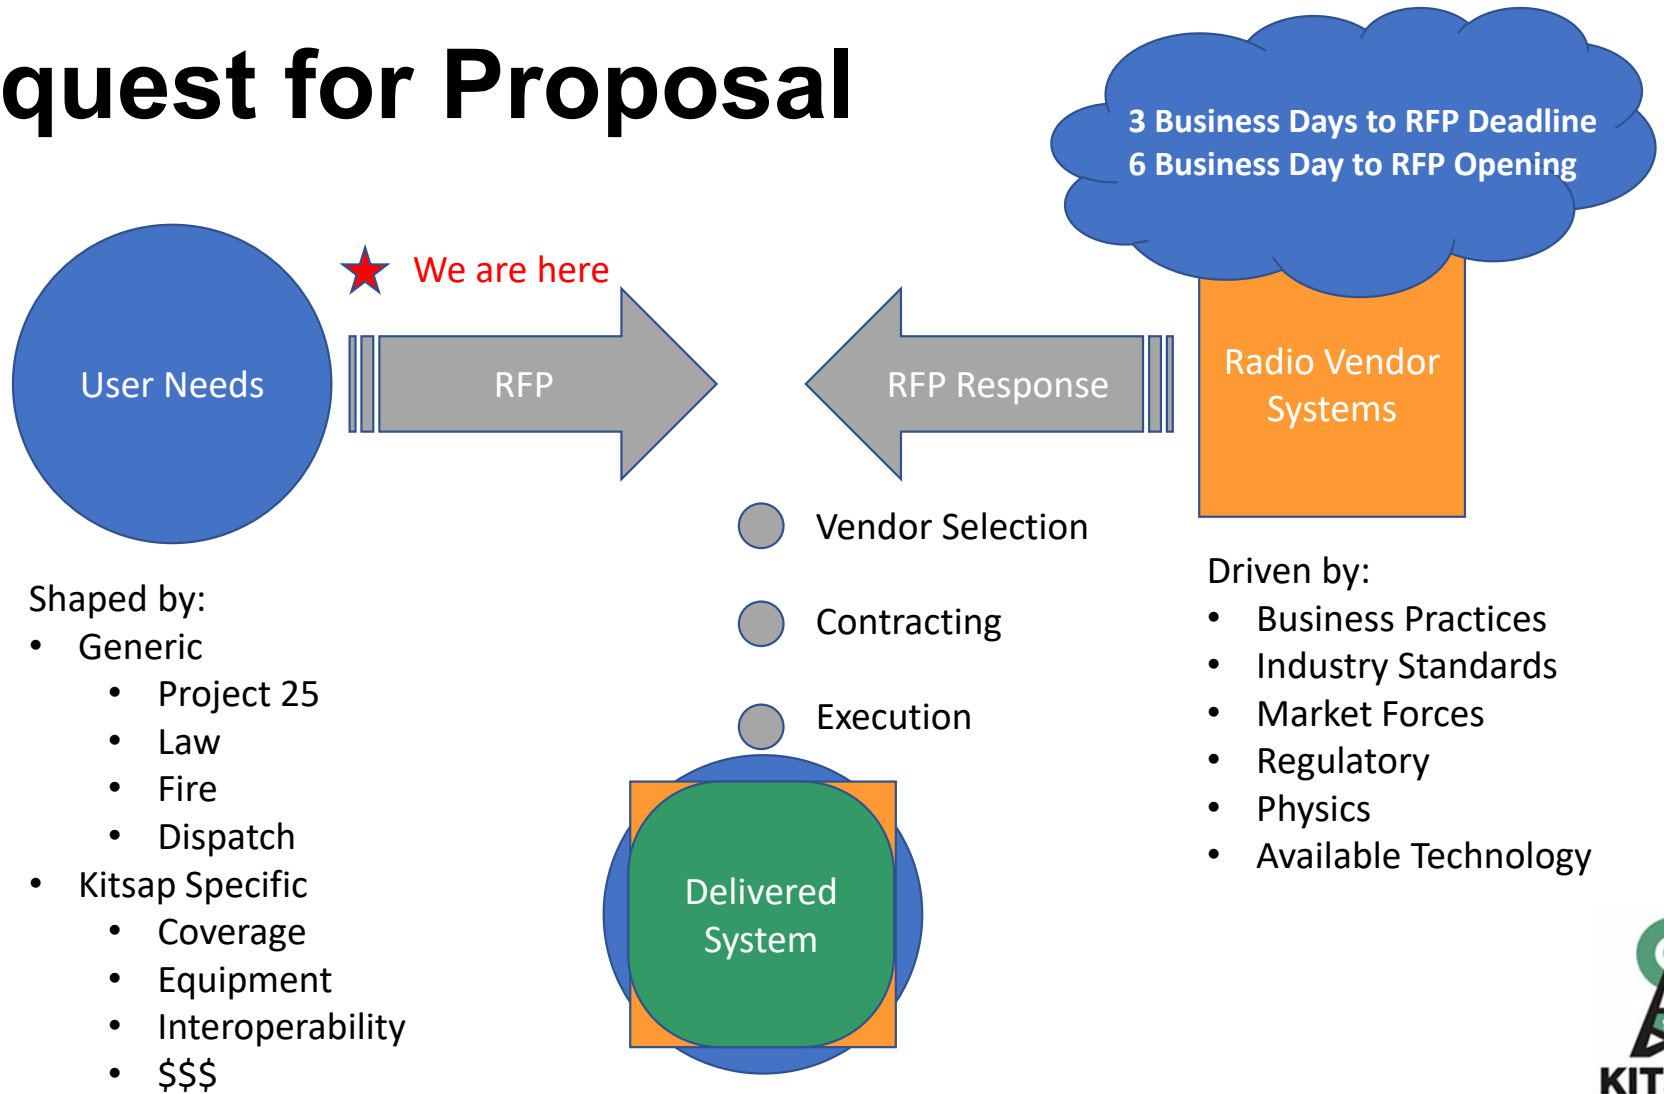 quest for Proposal
3 Business Days to RFP Deadline
6 Business Day to RFP Opening
We are here
User Needs
RFP
RFP Response
Radio Vendor
Systems
Vendor Selection
Contracting
Execution
Delivered
System
Shaped by:
• Generic
• Project 25
• Law
• Fire
• Dispatch
• Kitsap Specific
• Coverage
• Equipment
• Interoperability
• $$$
Driven by:
• Business Practices
• Industry Standards
• Market Forces
• Regulatory
• Physics
• Available Technology
KIT